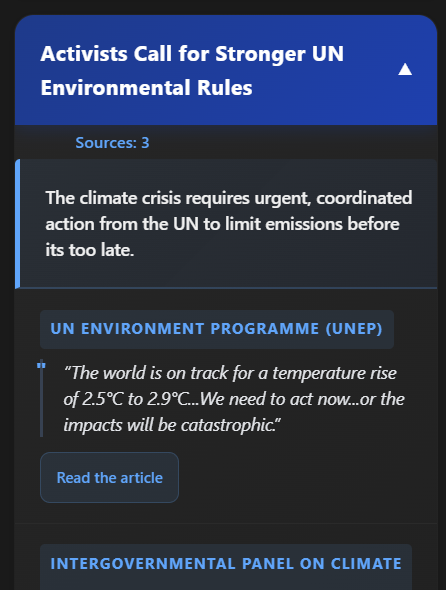 Activists Call for Stronger UN
Environmental Rules
▲
Sources: 3
The climate crisis requires urgent, coordinated
action from the UN to limit emissions before
its too late.
UN ENVIRONMENT PROGRAMME (UNEP)
"
“The world is on track for a temperature rise
of 2.5°C to 2.9°C...We need to act now...or the
impacts will be catastrophic.”
Read the article
INTERGOVERNMENTAL PANEL ON CLIMATE